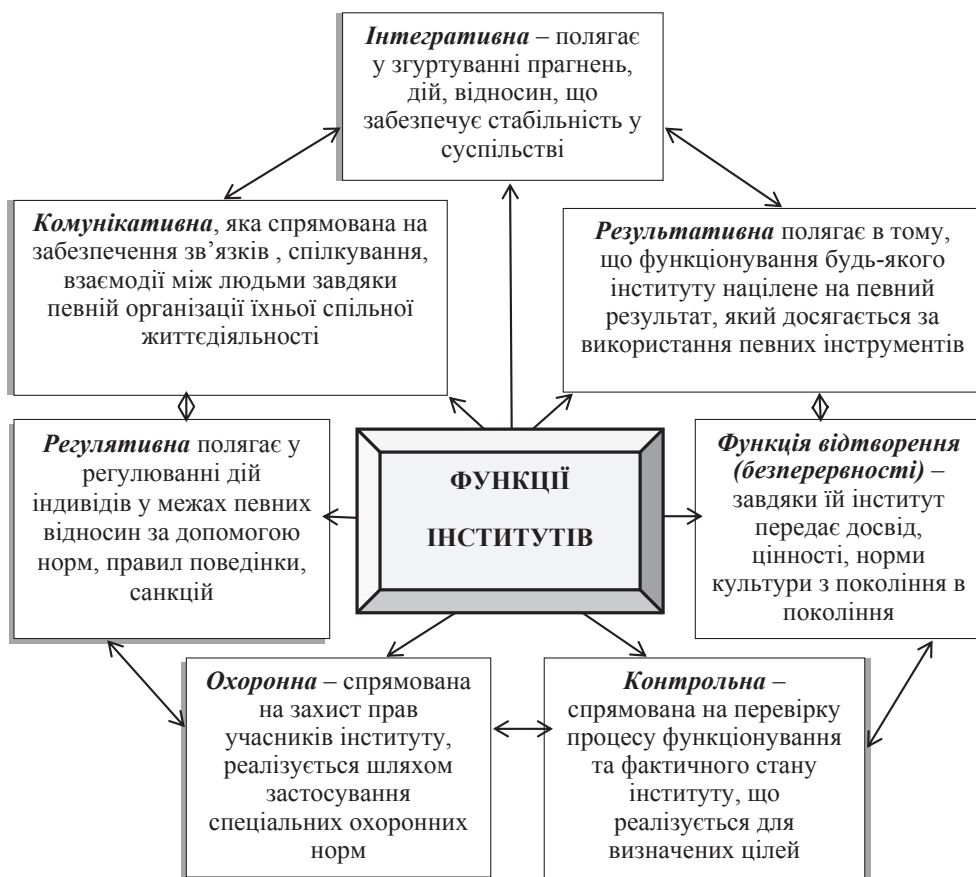 Інтегративна – полягає
у згуртуванні прагнень,
дій, відносин, що
забезпечує стабільність у
суспільстві
Комунікативна, яка спрямована на
забезпечення зв’язків , спілкування,
взаємодії між людьми завдяки
певній організації їхньої спільної
життєдіяльності
Результативна полягає в тому,
що функціонування будь-якого
інституту націлене на певний
результат, який досягається за
використання певних інструментів
Регулятивна полягає у
регулюванні дій
індивідів у межах певних
відносин за допомогою
норм, правил поведінки,
санкцій
ФУНКЦІЇ
ІНСТИТУТІВ
Функція відтворення
(безперервності) –
завдяки їй інститут
передає досвід,
цінності, норми
культури з покоління в
покоління
Охоронна – спрямована
на захист прав
учасників інституту,
реалізується шляхом
застосування
спеціальних охоронних
норм
Контрольна –
спрямована на перевірку
процесу функціонування
та фактичного стану
інституту, що
реалізується для
визначених цілей